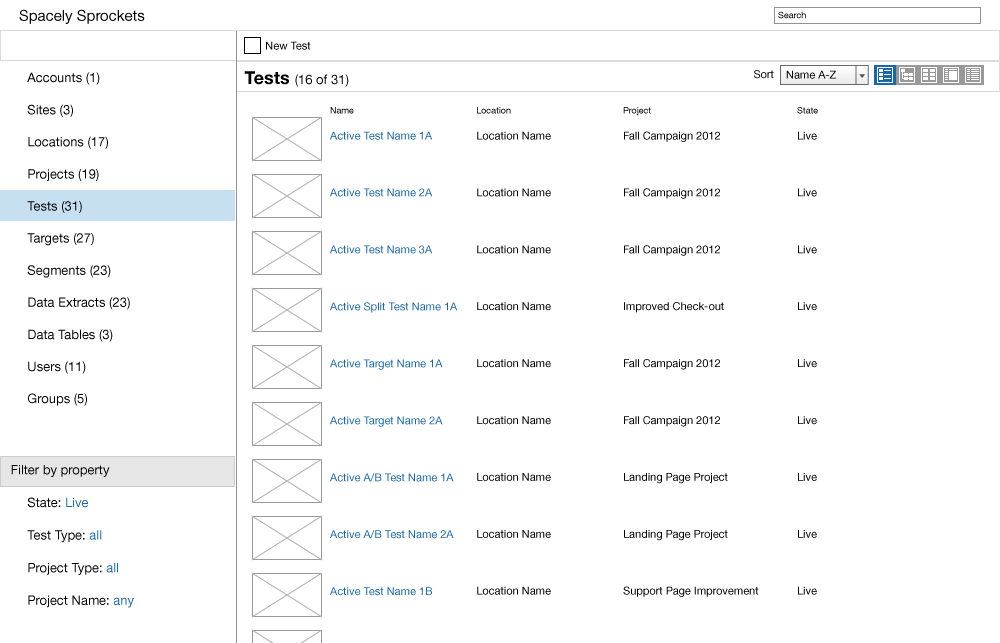 Spacely Sprockets
Search
New Test
Accounts (1)
Sites (3)
Locations (17)
Projects (19)
Tests (31)
Targets (27)
Segments (23)
Data Extracts (23)
Data Tables (3)
Users (11)
Groups (5)
Filter by property
State: Live
Test Type: all
Project Type: all
Project Name: any
Tests (16 of 31)
Sort Name A-Z
Name Location Project State
Active Test Name 1A Location Name Fall Campaign 2012 Live
Active Test Name 2A Location Name Fall Campaign 2012 Live
Active Test Name 3A Location Name Fall Campaign 2012 Live
Active Split Test Name 1A Location Name Improved Check-out Live
Active Target Name 1A Location Name Fall Campaign 2012 Live
Active Target Name 2A Location Name Fall Campaign 2012 Live
Active A/B Test Name 1A Location Name Landing Page Project Live
Active A/B Test Name 2A Location Name Landing Page Project Live
Active Test Name 1B Location Name Support Page Improvement Live